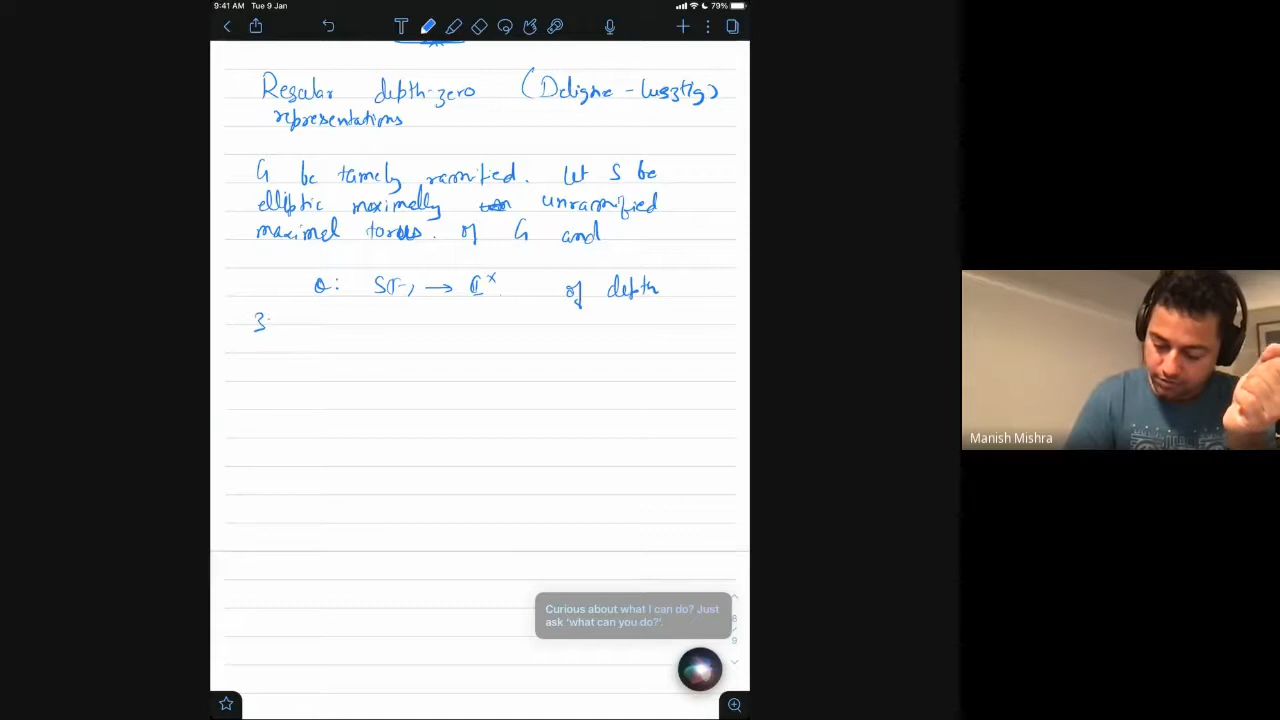 9:41 AM Tue 9 Jan
79%
Regular depth-zero (Deligne-Lusztig)
representations
G be tamely ramified. Let S be
elliptic maximally unramified
maximal torus. of G and
θ: S(F) → ℂ^× of depth
Manish Mishra
Curious about what I can do? Just
ask 'what can you do?'.
8
9